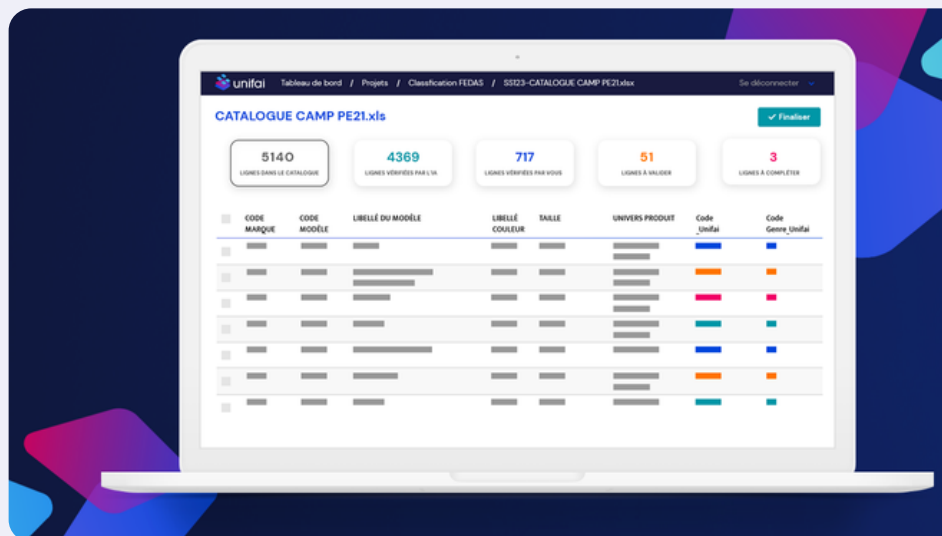 unifai Tableau de bord / Projets / Classfication FEDAS / SS123-CATALOGUE CAMP PE21.xlsx Se déconnecter
CATALOGUE CAMP PE21.xls
Finaliser
5140
LIGNES DANS LE CATALOGUE
4369
LIGNES VÉRIFIÉES PAR L'IA
717
LIGNES VÉRIFIÉES PAR VOUS
51
LIGNES À VALIDER
3
LIGNES À COMPLÉTER
CODE MARQUE
CODE MODÈLE
LIBELLÉ DU MODÈLE
LIBELLÉ COULEUR
TAILLE
UNIVERS PRODUIT
Code _Unifai
Code Genre_Unifai